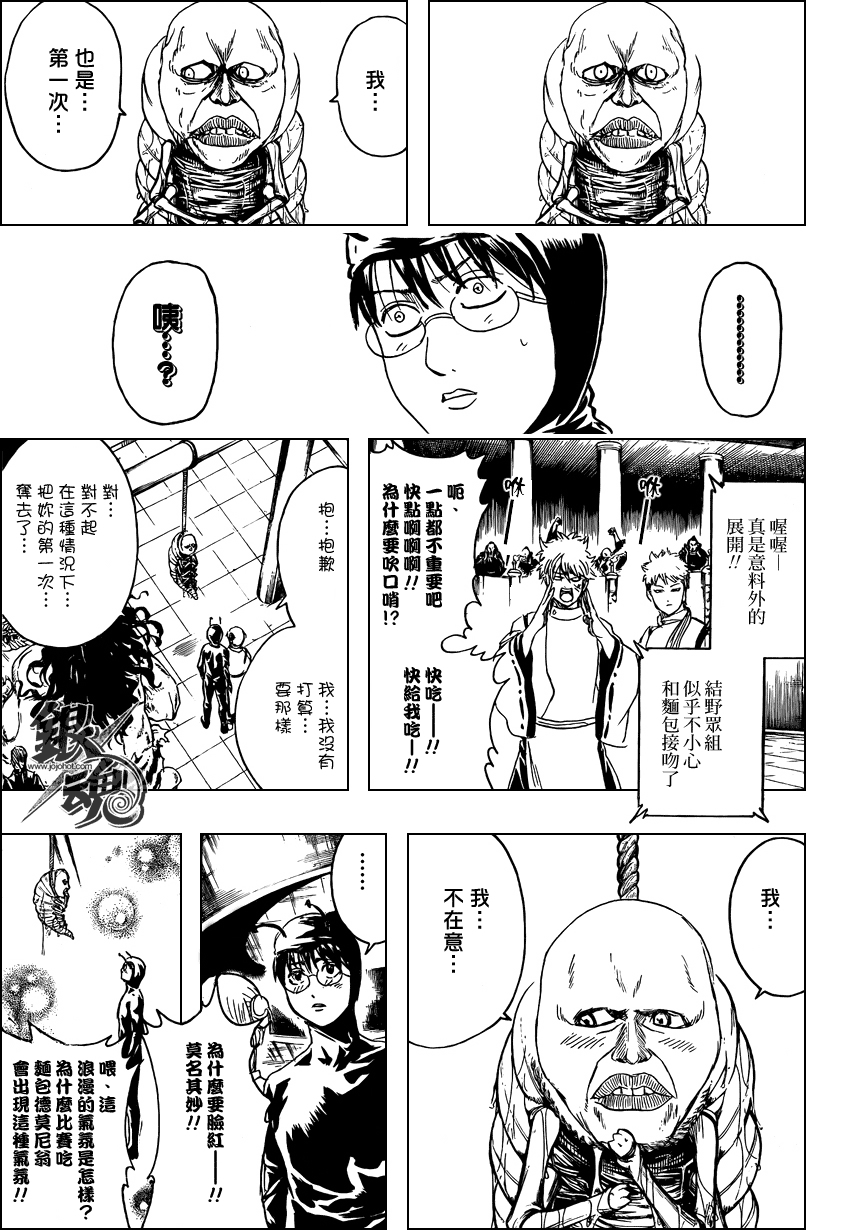 我…
也是…
第一次…
…………
咦……?
喔喔—
真是意料外的
展開!!
結野眾組
似乎不小心
和麵包接吻了
咻
咻
呃、
一點都不重要吧
快點啊啊啊!!
為什麼要吹口哨!?
快吃——!!
快給我吃—!!
抱…抱歉
我…我沒有
打算…
要那樣
對…
對不起
在這種情況下…
把妳的第一次…
奪去了…
銀魂
www.jojohot.com
我…
我…
不在意…
……
為什麼要臉紅——!!
莫名其妙!!
喂、這
浪漫的氣氛是怎樣?
為什麼比賽吃
麵包德莫尼翁
會出現這種氣氛!!